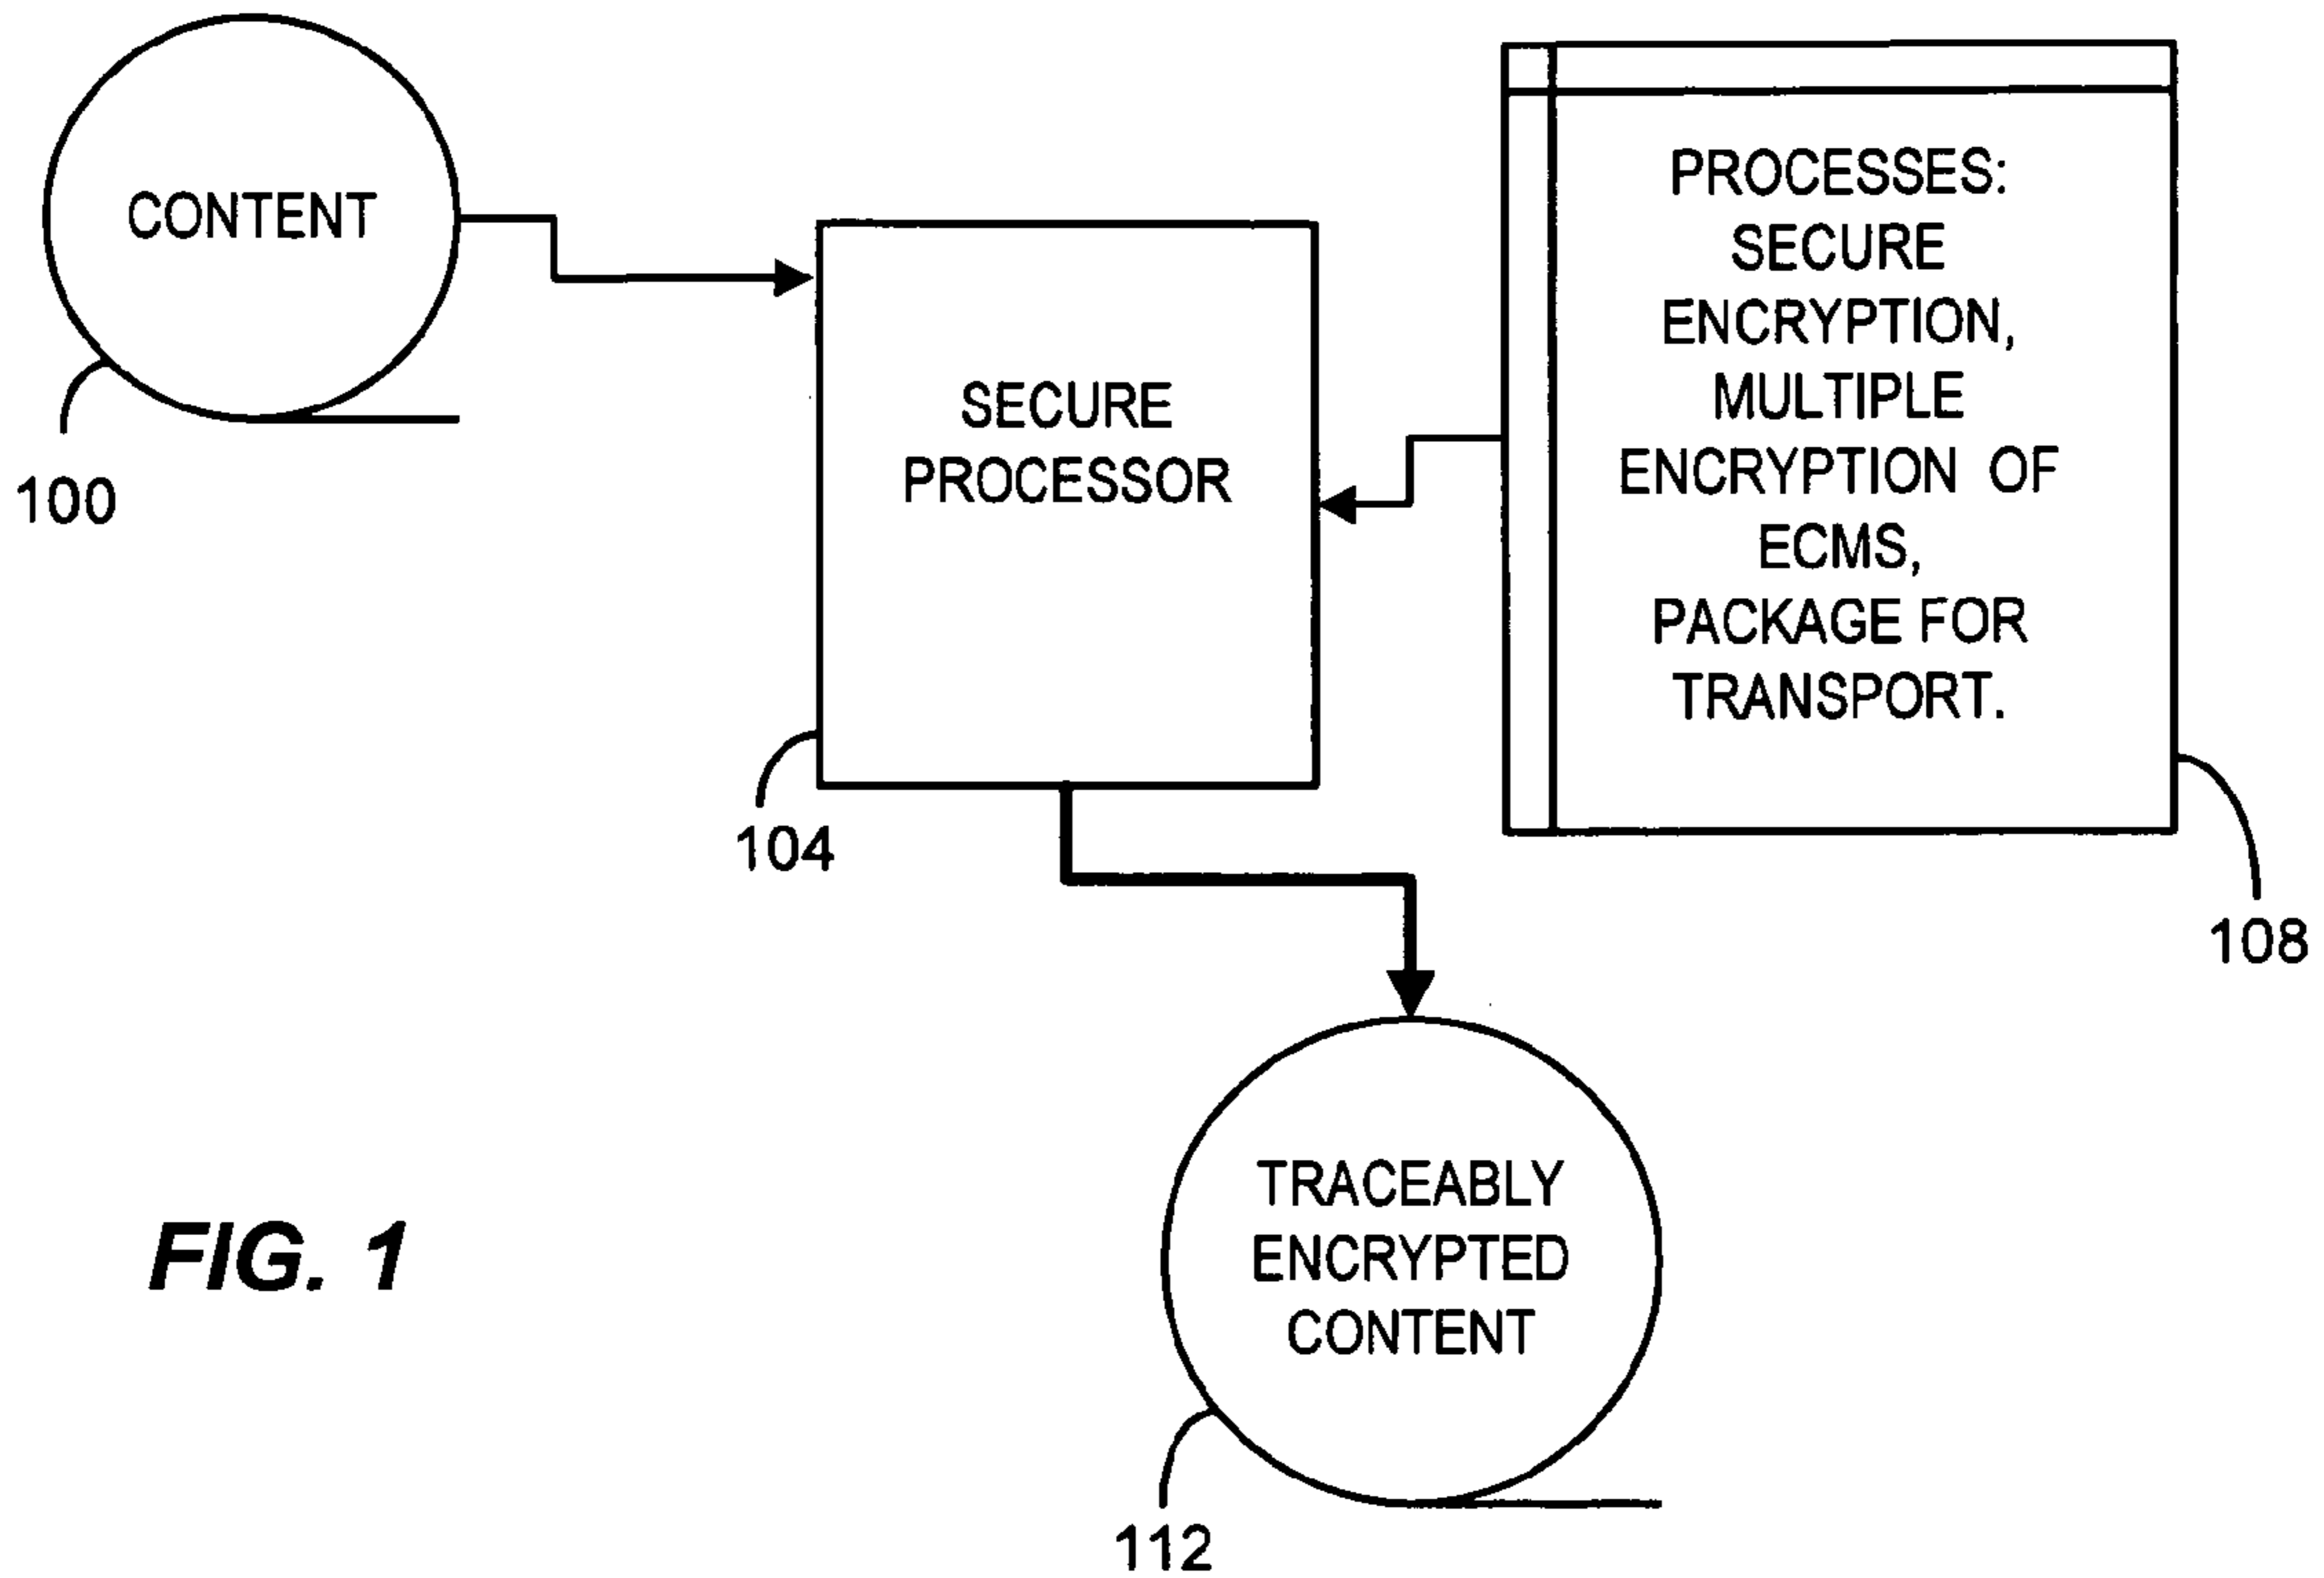 CONTENT
100
SECURE
PROCESSOR
104
PROCESSES:
SECURE
ENCRYPTION,
MULTIPLE
ENCRYPTION OF
ECMS,
PACKAGE FOR
TRANSPORT.
108
TRACEABLY
ENCRYPTED
CONTENT
112
FIG. 1